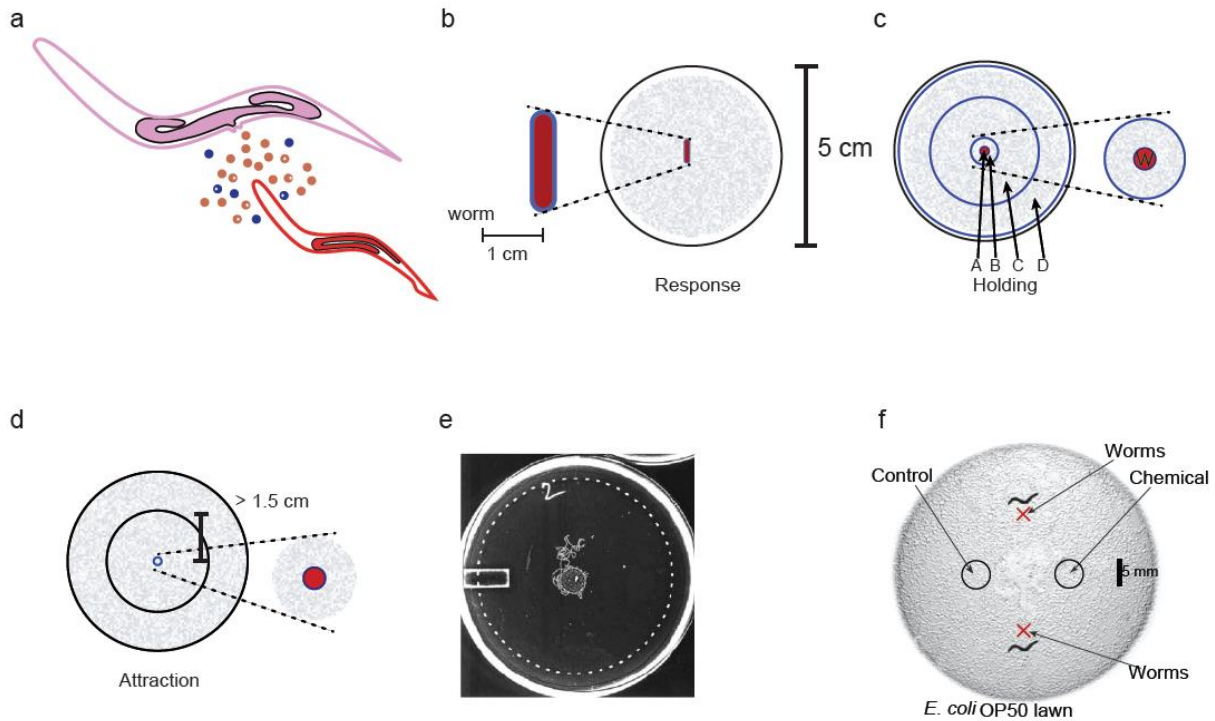 a
b
5 cm
worm
1 cm
Response
c
W
A B C D
Holding
d
> 1.5 cm
Attraction
e
2
f
Worms
Control
Chemical
5 mm
Worms
E. coli OP50 lawn